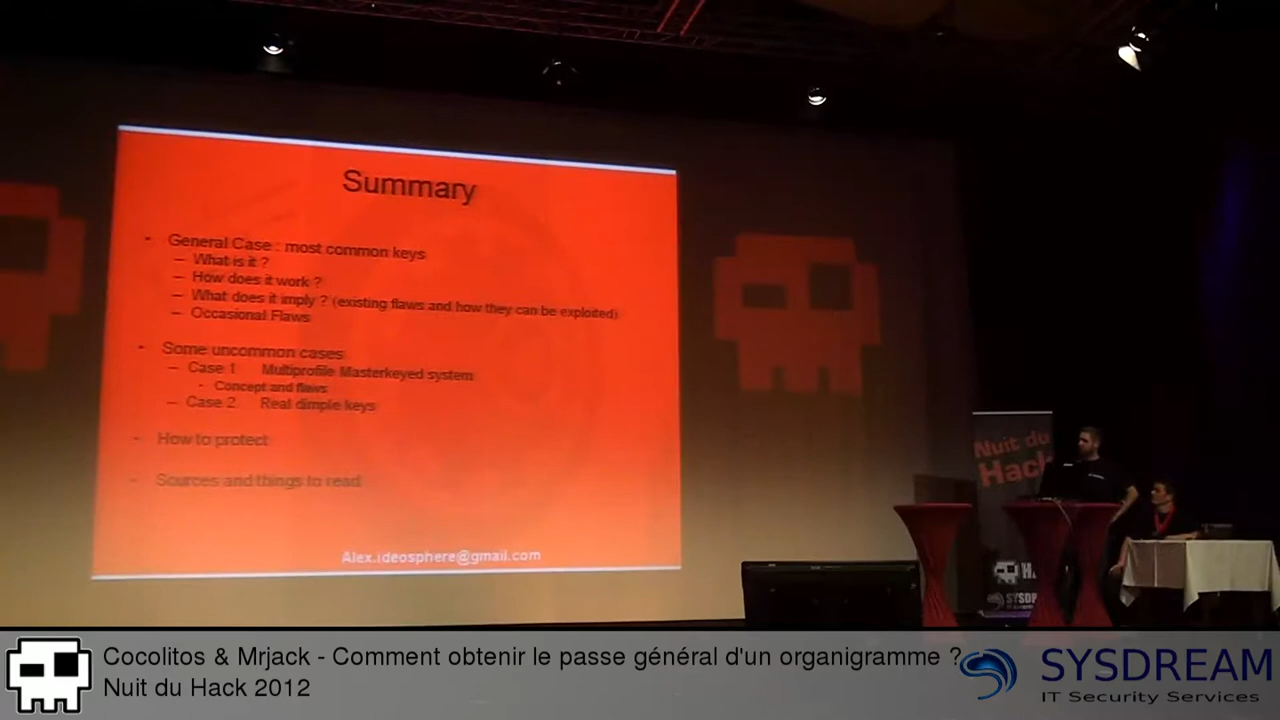 Summary
• General Case : most common keys
– What is it ?
– How does it work ?
– What does it imply ? (existing flaws and how they can be exploited)
– Occasional Flaws
• Some uncommon cases
– Case 1 Multiprofile Masterkeyed system
• Concept and flaws
– Case 2 Real dimple keys
• How to protect
• Sources and things to read
Alex.ideosphere@gmail.com
Nuit du
Hack
H
SYSDR
Cocolitos & Mrjack - Comment obtenir le passe général d'un organigramme ?
Nuit du Hack 2012
SYSDREAM
IT Security Services